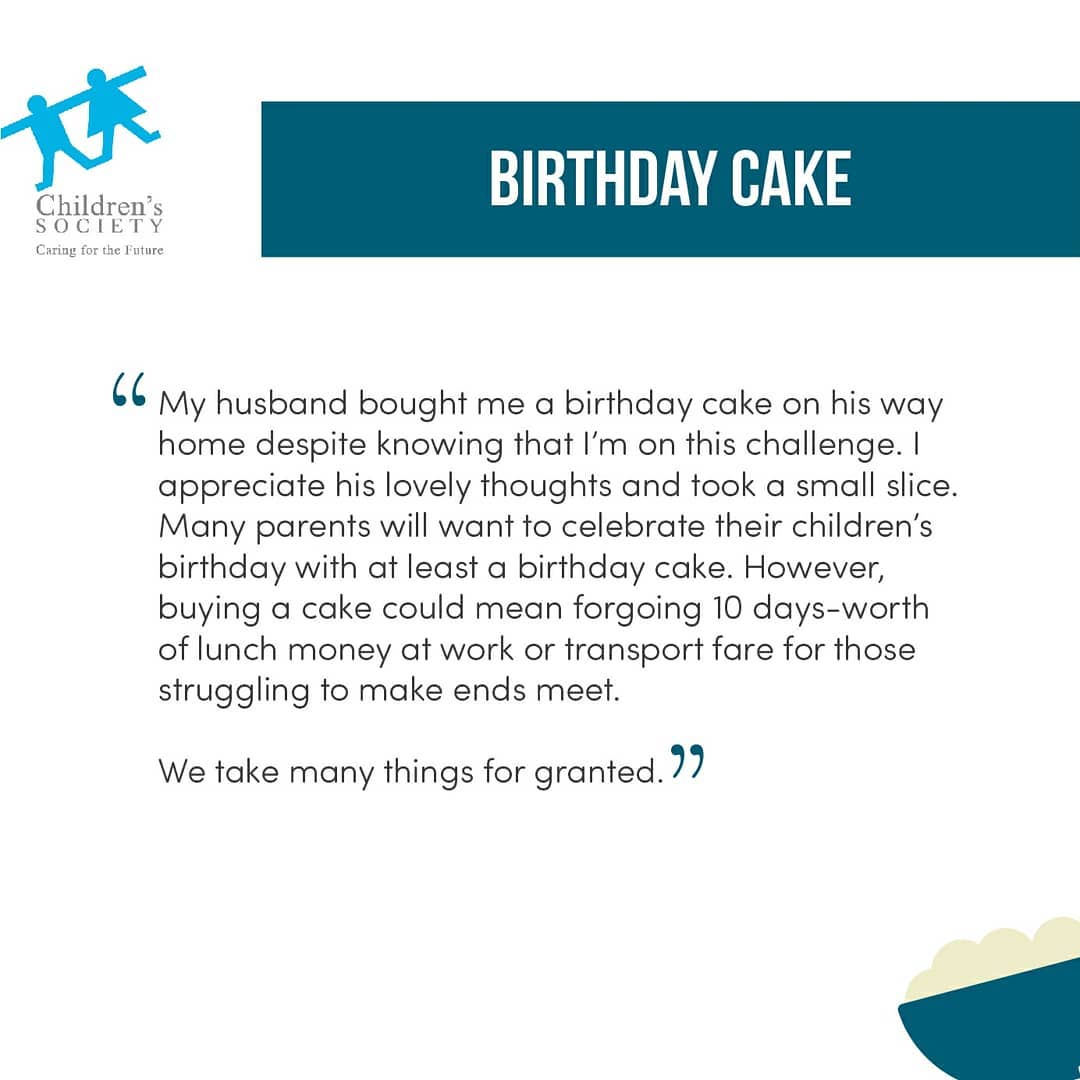 Children's
SOCIETY
Caring for the Future
BIRTHDAY CAKE
“ My husband bought me a birthday cake on his way
home despite knowing that I’m on this challenge. I
appreciate his lovely thoughts and took a small slice.
Many parents will want to celebrate their children’s
birthday with at least a birthday cake. However,
buying a cake could mean forgoing 10 days-worth
of lunch money at work or transport fare for those
struggling to make ends meet.
We take many things for granted. ”